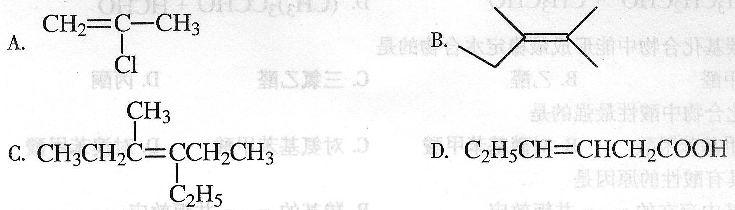 A. CH₂=C—CH₃
Cl
B.
CH₃
C. CH₃CH₂C=CCH₂CH₃
C₂H₅
D. C₂H₅CH=CHCH₂COOH